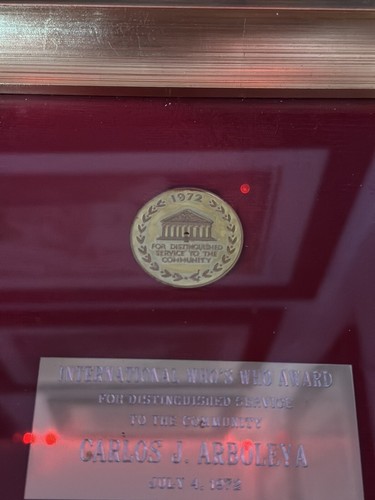 1972
FOR DISTINGUISHED
SERVICE TO THE
COMMUNITY
INTERNATIONAL WHO'S WHO AWARD
FOR DISTINGUISHED SERVICE
TO THE COMMUNITY
CARLOS J. ARBOLEYA
JULY 4, 1972